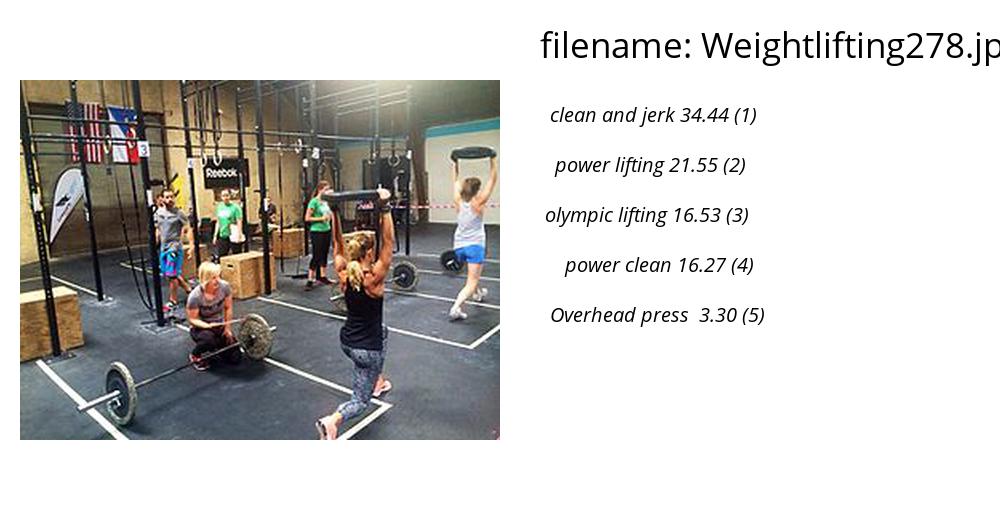 filename: Weightlifting278.jp
clean and jerk 34.44 (1)
power lifting 21.55 (2)
olympic lifting 16.53 (3)
power clean 16.27 (4)
Overhead press 3.30 (5)
3
Reebok